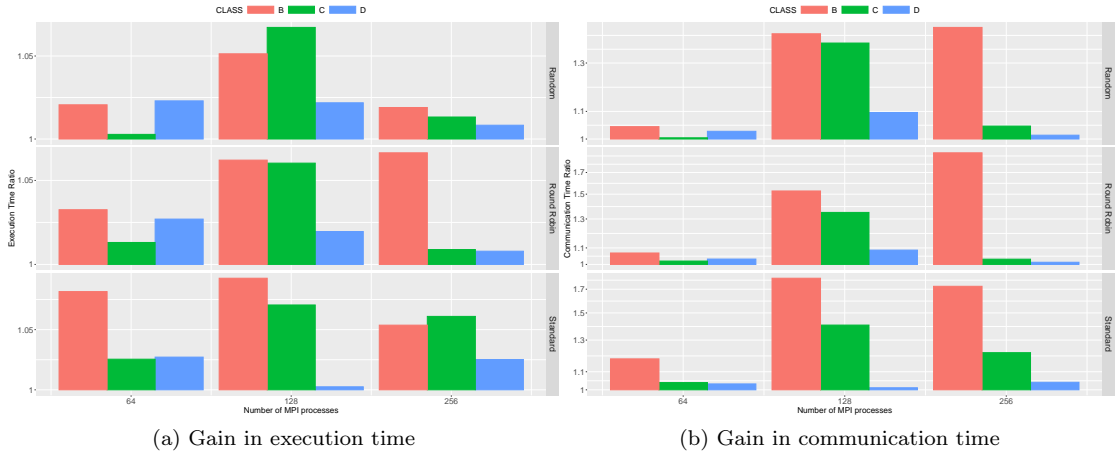 CLASS B C D
1.05
1
Random
1.05
1
Round Robin
1.05
1
Standard
Execution Time Ratio
64 128 256
Number of MPI processes
(a) Gain in execution time
CLASS B C D
1.3
1.1
1
Random
1.7
1.5
1.3
1.1
1
Round Robin
1.7
1.5
1.3
1.1
1
Standard
Communication Time Ratio
64 128 256
Number of MPI processes
(b) Gain in communication time